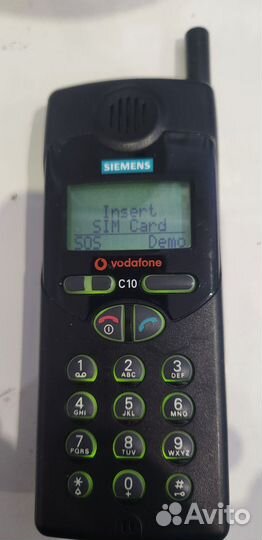 SIEMENS
Insert
SIM Card
SOS Demo
vodafone
C10
1 2 ABC 3 DEF
4 GHI 5 JKL 6 MNO
7 PQRS 8 TUV 9 WXYZ
* 0 + #
Avito